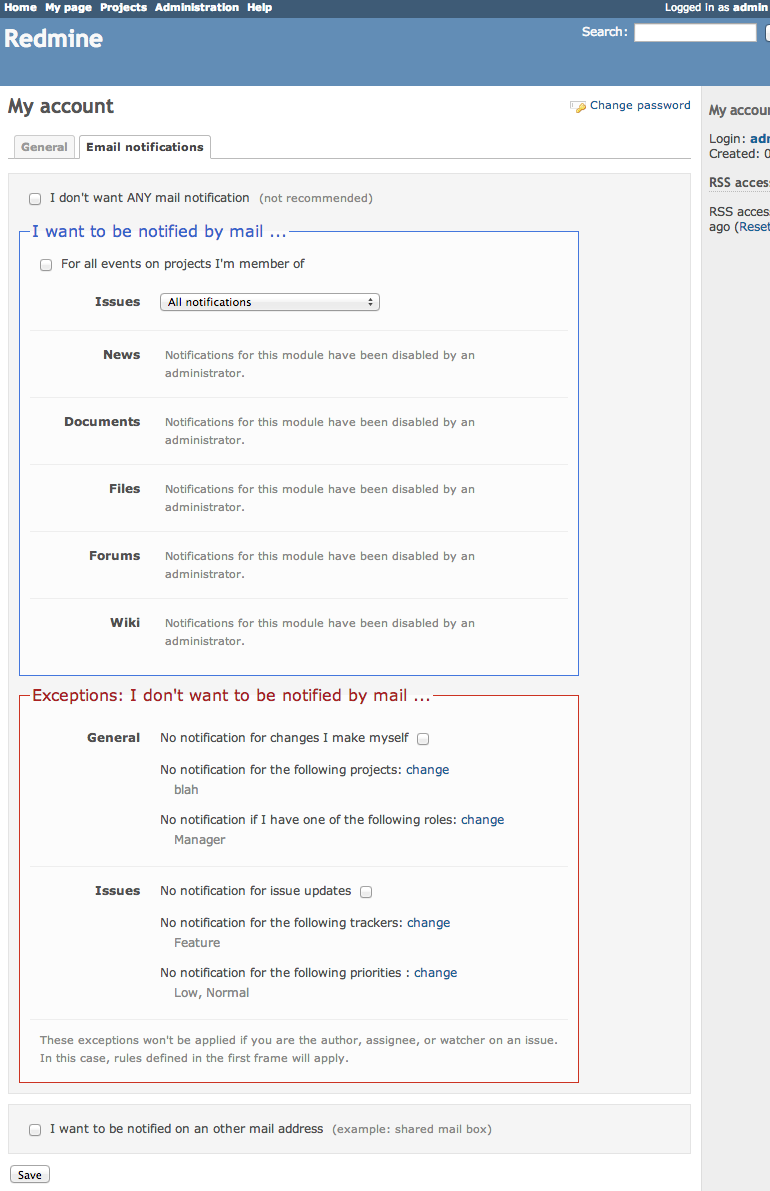 Home My page Projects Administration Help Logged in as admin
Redmine
Search:
My account
Change password
General Email notifications
I don't want ANY mail notification (not recommended)
I want to be notified by mail ...
For all events on projects I'm member of
Issues All notifications
News Notifications for this module have been disabled by an
administrator.
Documents Notifications for this module have been disabled by an
administrator.
Files Notifications for this module have been disabled by an
administrator.
Forums Notifications for this module have been disabled by an
administrator.
Wiki Notifications for this module have been disabled by an
administrator.
Exceptions: I don't want to be notified by mail ...
General No notification for changes I make myself
No notification for the following projects: change
blah
No notification if I have one of the following roles: change
Manager
Issues No notification for issue updates
No notification for the following trackers: change
Feature
No notification for the following priorities : change
Low, Normal
These exceptions won't be applied if you are the author, assignee, or watcher on an issue.
In this case, rules defined in the first frame will apply.
I want to be notified on an other mail address (example: shared mail box)
Save
My accou
Login: ad
Created: 0
RSS acces
RSS acces
ago (Reset